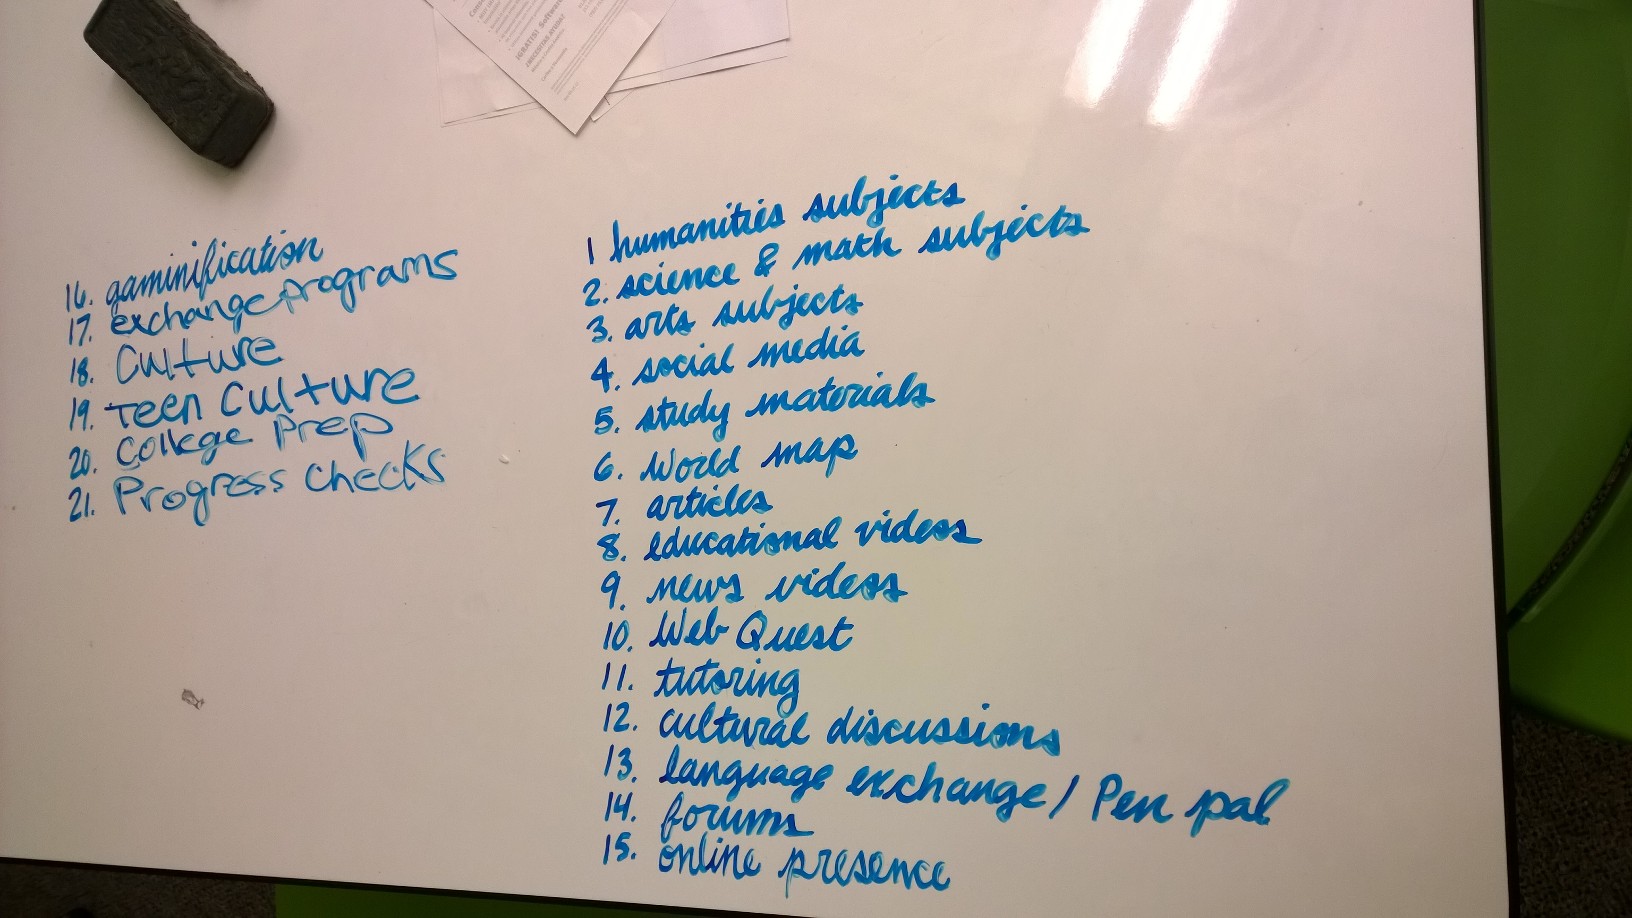 1 humanities subjects
2. science & math subjects
3. arts subjects
4. social media
5. study materials
6. World map
7. articles
8. educational videos
9. news videos
10. Web Quest
11. tutoring
12. cultural discussions
13. language exchange / Pen pal
14. forums
15. online presence
16. gaminification
17. exchange programs
18. Culture
19. Teen Culture
20. College Prep
21. Progress checks
¡GRATIS! Software